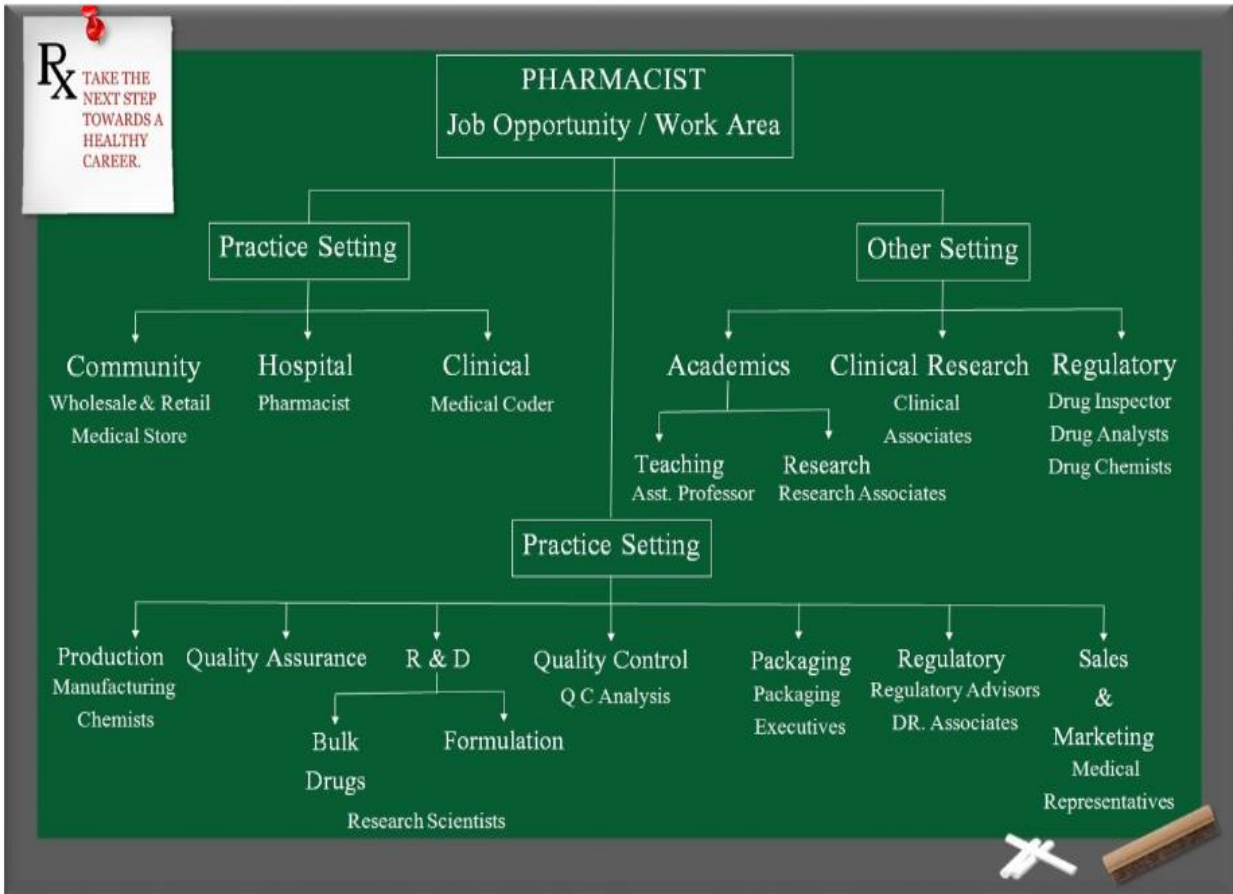 Rx
TAKE THE
NEXT STEP
TOWARDS A
HEALTHY
CAREER.
PHARMACIST
Job Opportunity / Work Area
Practice Setting
Other Setting
Community
Wholesale & Retail
Medical Store
Hospital
Pharmacist
Clinical
Medical Coder
Academics
Teaching
Asst. Professor
Research
Research Associates
Clinical Research
Clinical
Associates
Regulatory
Drug Inspector
Drug Analysts
Drug Chemists
Practice Setting
Production
Manufacturing
Chemists
Quality Assurance
R & D
Bulk
Drugs
Formulation
Research Scientists
Quality Control
Q C Analysis
Packaging
Packaging
Executives
Regulatory
Regulatory Advisors
DR. Associates
Sales
&
Marketing
Medical
Representatives